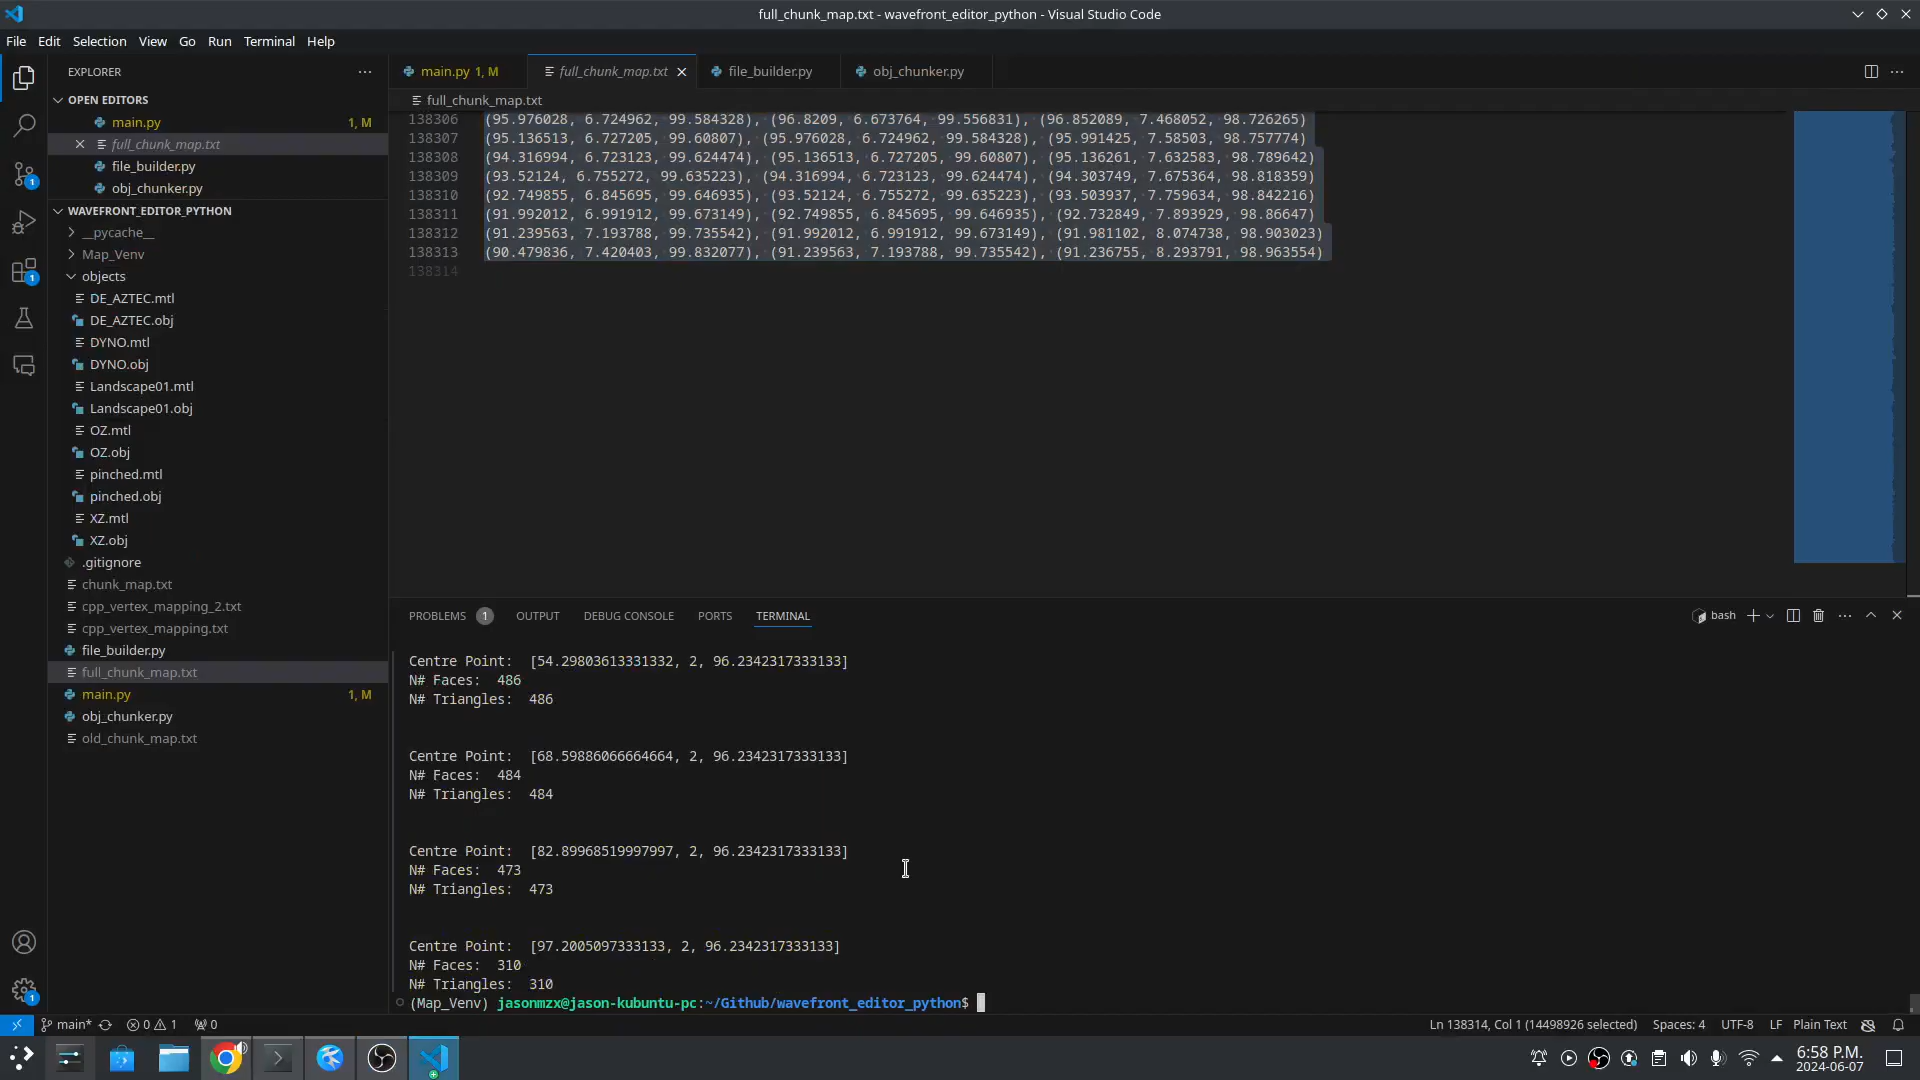 full_chunk_map.txt - wavefront_editor_python - Visual Studio Code
File Edit Selection View Go Run Terminal Help
EXPLORER
main.py 1, M
full_chunk_map.txt
file_builder.py
obj_chunker.py
OPEN EDITORS
main.py 1, M
full_chunk_map.txt
file_builder.py
obj_chunker.py
WAVEFRONT_EDITOR_PYTHON
__pycache__
Map_Venv
objects
DE_AZTEC.mtl
DE_AZTEC.obj
DYNO.mtl
DYNO.obj
Landscape01.mtl
Landscape01.obj
OZ.mtl
OZ.obj
pinched.mtl
pinched.obj
XZ.mtl
XZ.obj
.gitignore
chunk_map.txt
cpp_vertex_mapping_2.txt
cpp_vertex_mapping.txt
file_builder.py
full_chunk_map.txt
main.py 1, M
obj_chunker.py
old_chunk_map.txt
1
1
1
full_chunk_map.txt
138306 (95.976028, 6.724962, 99.584328), (96.8209, 6.673764, 99.556831), (96.852089, 7.468052, 98.726265)
138307 (95.136513, 6.727205, 99.60807), (95.976028, 6.724962, 99.584328), (95.991425, 7.58503, 98.757774)
138308 (94.316994, 6.723123, 99.624474), (95.136513, 6.727205, 99.60807), (95.136261, 7.632583, 98.789642)
138309 (93.52124, 6.755272, 99.635223), (94.316994, 6.723123, 99.624474), (94.303749, 7.675364, 98.818359)
138310 (92.749855, 6.845695, 99.646935), (93.52124, 6.755272, 99.635223), (93.503937, 7.759634, 98.842216)
138311 (91.992012, 6.991912, 99.673149), (92.749855, 6.845695, 99.646935), (92.732849, 7.893929, 98.86647)
138312 (91.239563, 7.193788, 99.735542), (91.992012, 6.991912, 99.673149), (91.981102, 8.074738, 98.903023)
138313 (90.479836, 7.420403, 99.832077), (91.239563, 7.193788, 99.735542), (91.236755, 8.293791, 98.963554)
138314
PROBLEMS 1 OUTPUT DEBUG CONSOLE PORTS TERMINAL
bash
Centre Point:  [54.29803613331332, 2, 96.2342317333133]
N# Faces:  486
N# Triangles:  486
Centre Point:  [68.59886066664664, 2, 96.2342317333133]
N# Faces:  484
N# Triangles:  484
Centre Point:  [82.89968519997997, 2, 96.2342317333133]
N# Faces:  473
N# Triangles:  473
Centre Point:  [97.2005097333133, 2, 96.2342317333133]
N# Faces:  310
N# Triangles:  310
(Map_Venv) jasonmzx@jason-kubuntu-pc:~/Github/wavefront_editor_python$
main* 0 1 0
Ln 138314, Col 1 (14498926 selected) Spaces: 4 UTF-8 LF Plain Text
6:58 P.M.
2024-06-07